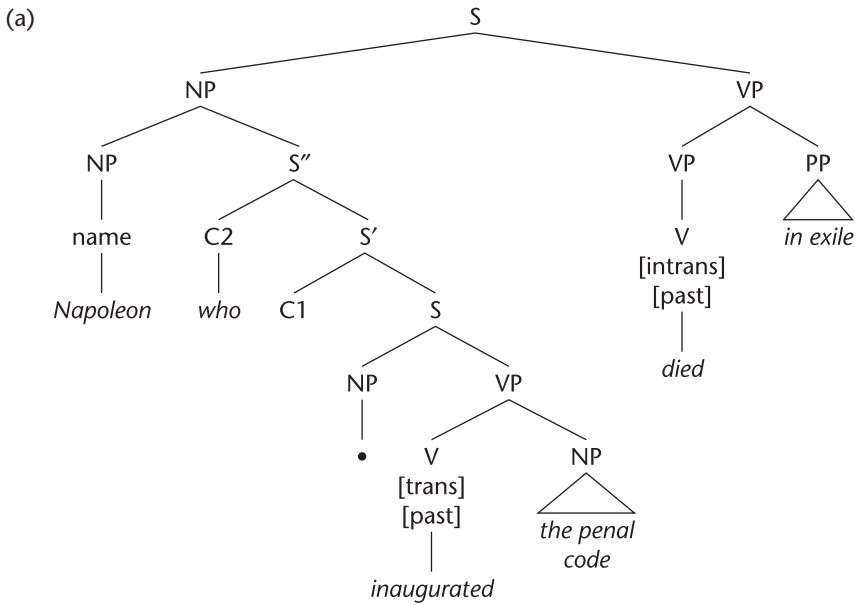 (a) S
NP VP
NP S″ VP PP
name C2 S′ V in exile
[intrans]
Napoleon who C1 S [past]
died
NP VP
• V NP
[trans]
[past] the penal
code
inaugurated